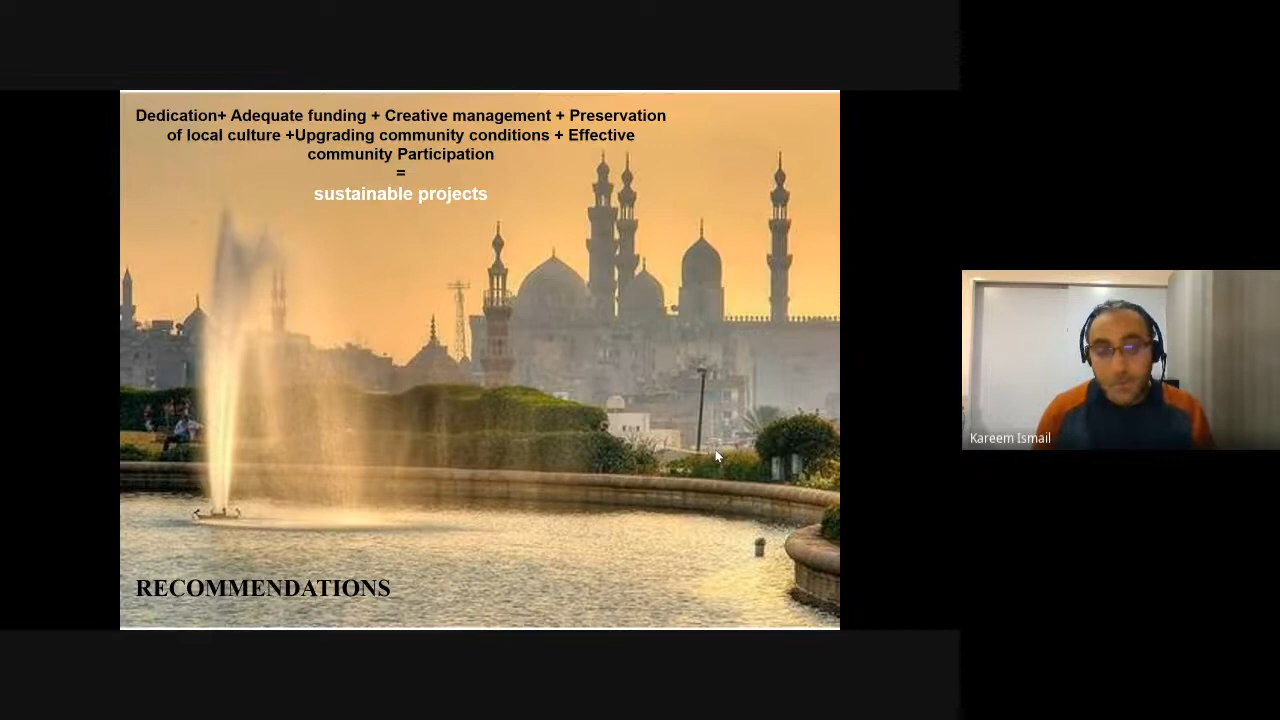 Dedication+ Adequate funding + Creative management + Preservation
of local culture +Upgrading community conditions + Effective
community Participation
=
sustainable projects
RECOMMENDATIONS
Kareem Ismail